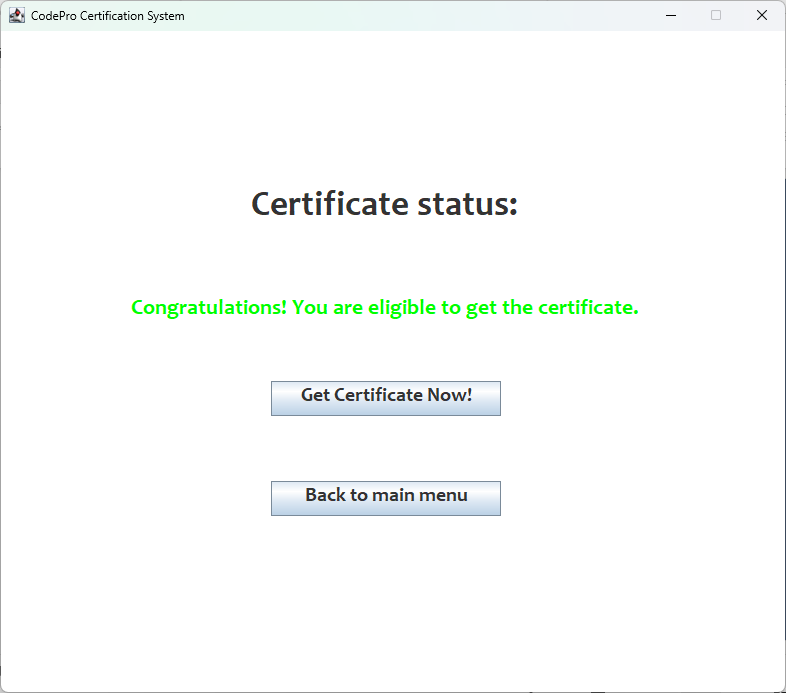 CodePro Certification System
Certificate status:
Congratulations! You are eligible to get the certificate.
Get Certificate Now!
Back to main menu